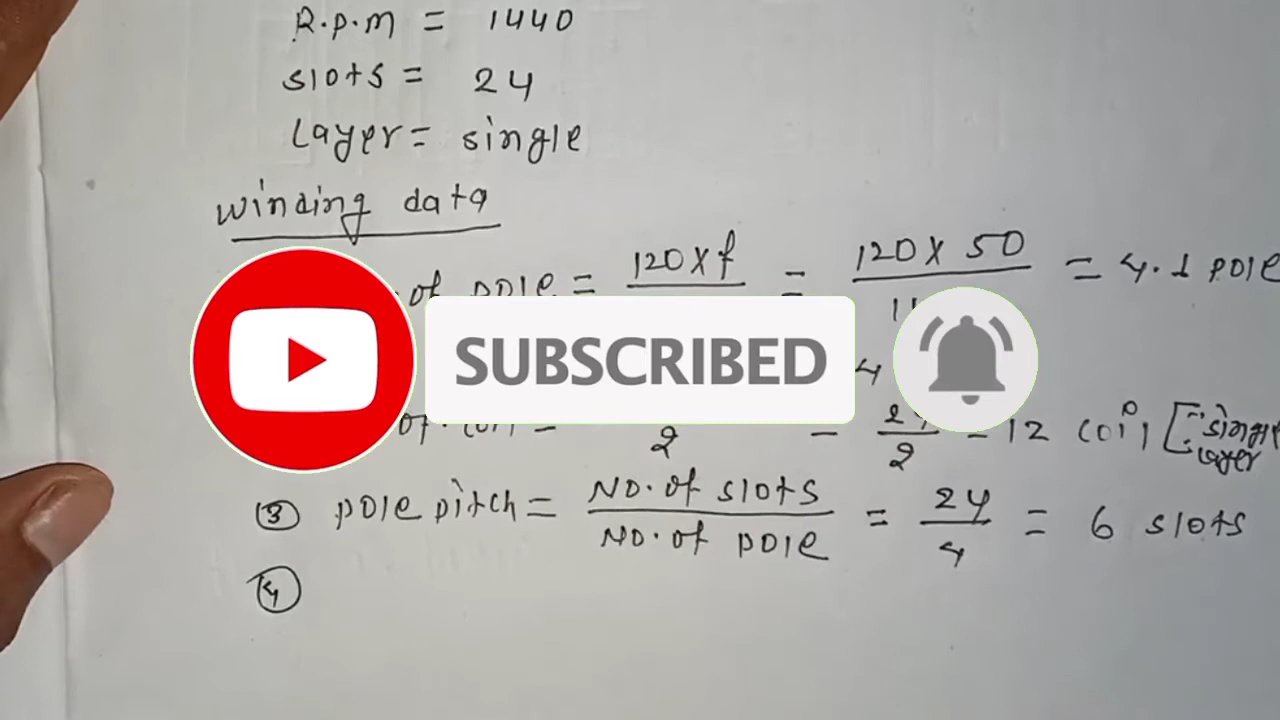 R.P.M = 1440
slots = 24
Layer = single
winding data
of pole = 120 x f = 120 x 50 = 4.1 pole
SUBSCRIBED
4
of coil = 2 = 24/2 = 12 coil [∵ single layer
③ pole pitch = No. of slots / No. of pole = 24/4 = 6 slots
④